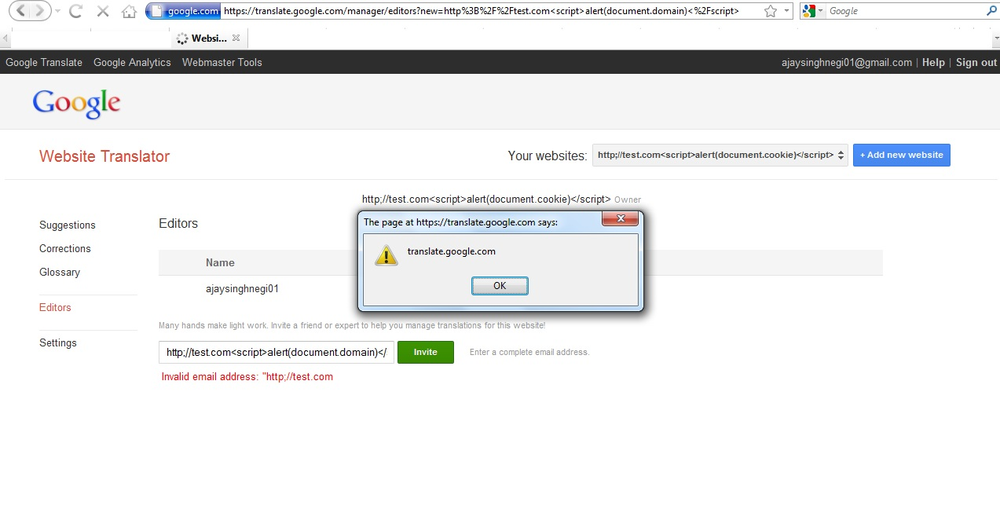 google.com https://translate.google.com/manager/editors?new=http%3B%2F%2Ftest.com<script>alert(document.domain)<%2Fscript> Google
Websi...
Google Translate Google Analytics Webmaster Tools ajaysinghnegi01@gmail.com | Help | Sign out
Google
Website Translator Your websites: http;//test.com<script>alert(document.cookie)</script> + Add new website
http;//test.com<script>alert(document.cookie)</script> Owner
Suggestions
Corrections
Glossary
Editors
Settings
Editors
Name
ajaysinghnegi01
The page at https://translate.google.com says:
translate.google.com
OK
Many hands make light work. Invite a friend or expert to help you manage translations for this website!
http;//test.com<script>alert(document.domain)</ Invite Enter a complete email address.
Invalid email address: "http;//test.com